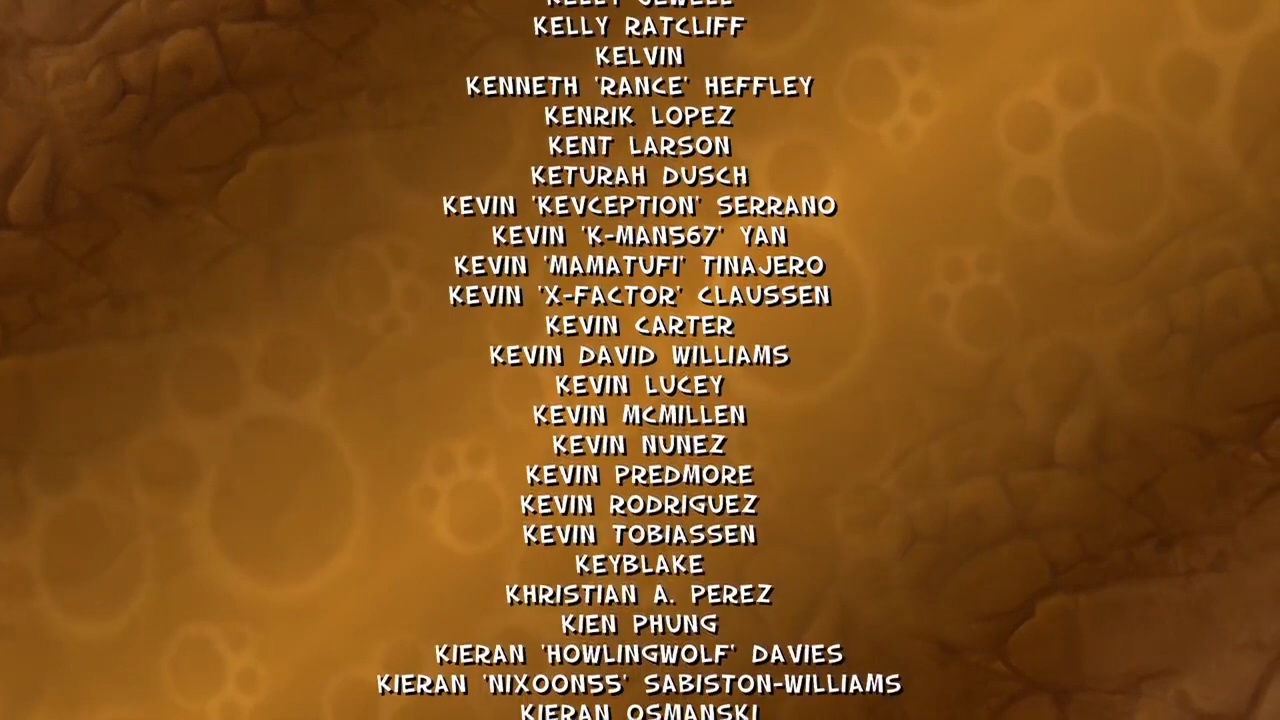 KELLY SEWELL
KELLY RATCLIFF
KELVIN
KENNETH 'RANCE' HEFFLEY
KENRIK LOPEZ
KENT LARSON
KETURAH DUSCH
KEVIN 'KEVCEPTION' SERRANO
KEVIN 'K-MAN567' YAN
KEVIN 'MAMATUFI' TINAJERO
KEVIN 'X-FACTOR' CLAUSSEN
KEVIN CARTER
KEVIN DAVID WILLIAMS
KEVIN LUCEY
KEVIN MCMILLEN
KEVIN NUNEZ
KEVIN PREDMORE
KEVIN RODRIGUEZ
KEVIN TOBIASSEN
KEYBLAKE
KHRISTIAN A. PEREZ
KIEN PHUNG
KIERAN 'HOWLINGWOLF' DAVIES
KIERAN 'NIXOON55' SABISTON-WILLIAMS
KIERAN OSMANSKI